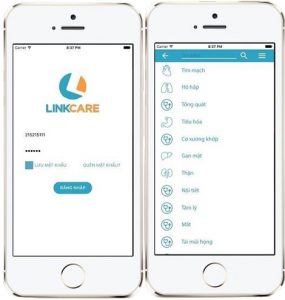 Carrier
8:37 PM
LINKCARE
215215111
••••••
LƯU MẬT KHẨU
QUÊN MẬT KHẨU?
ĐĂNG NHẬP
Carrier
8:37 PM
Tim mạch
Hô hấp
Tổng quát
Tiêu hóa
Cơ xương khớp
Gan mật
Thận
Nội tiết
Tâm lý
Mắt
Tai mũi họng